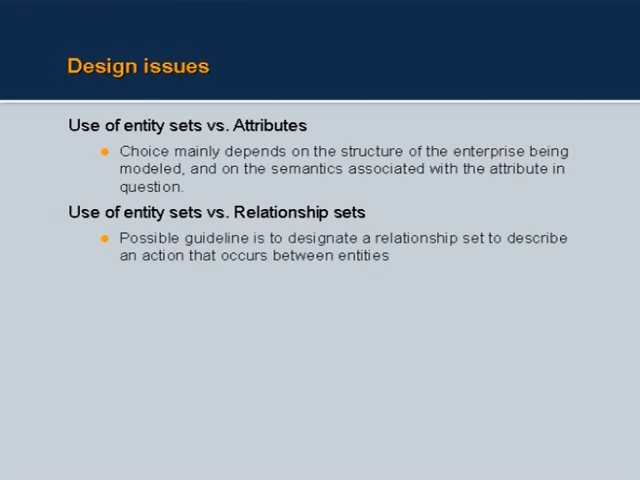 Design issues
Use of entity sets vs. Attributes
Choice mainly depends on the structure of the enterprise being
modeled, and on the semantics associated with the attribute in
question.
Use of entity sets vs. Relationship sets
Possible guideline is to designate a relationship set to describe
an action that occurs between entities